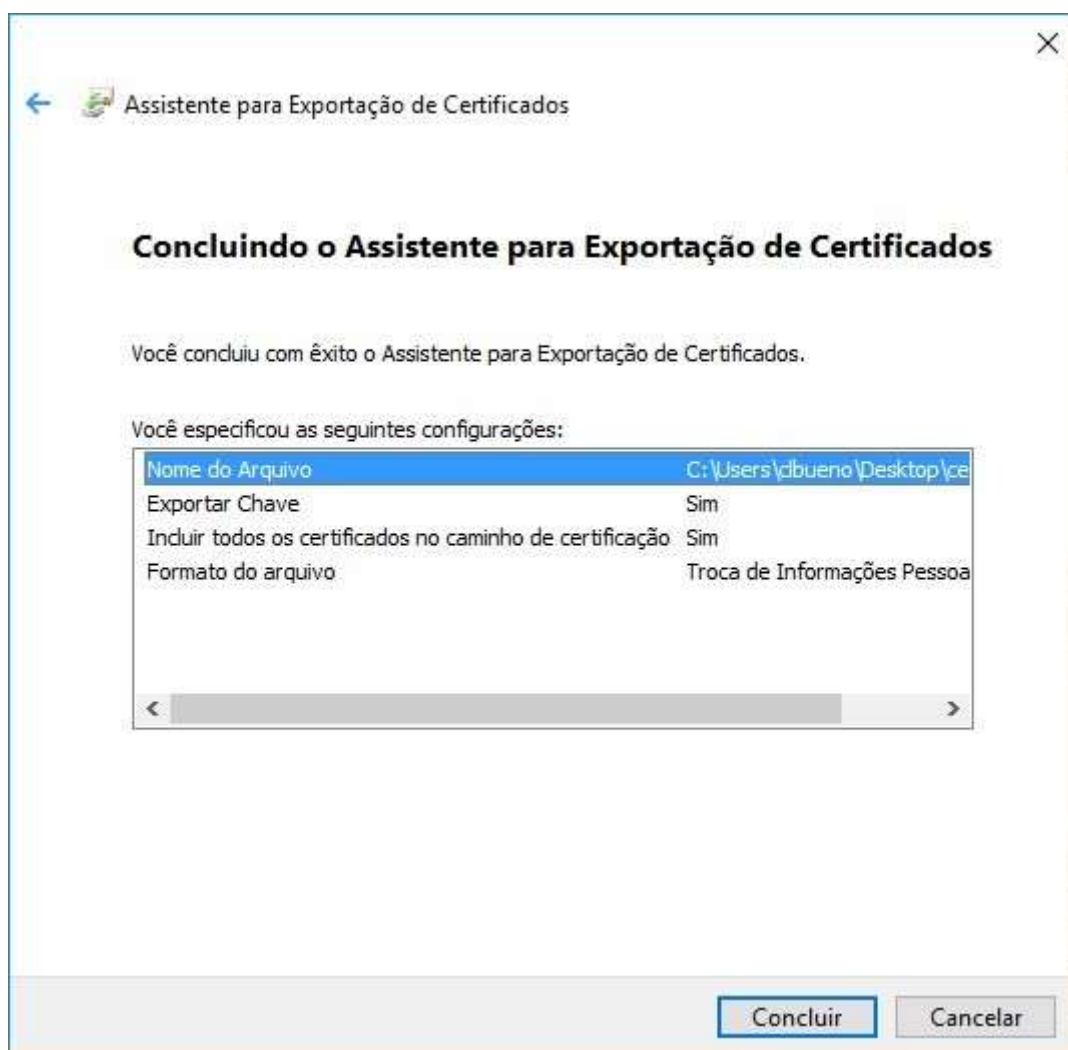 Assistente para Exportação de Certificados
Concluindo o Assistente para Exportação de Certificados
Você concluiu com êxito o Assistente para Exportação de Certificados.
Você especificou as seguintes configurações:
Nome do Arquivo C:\Users\dbueno\Desktop\ce
Exportar Chave Sim
Incluir todos os certificados no caminho de certificação Sim
Formato do arquivo Troca de Informações Pessoa
Concluir Cancelar